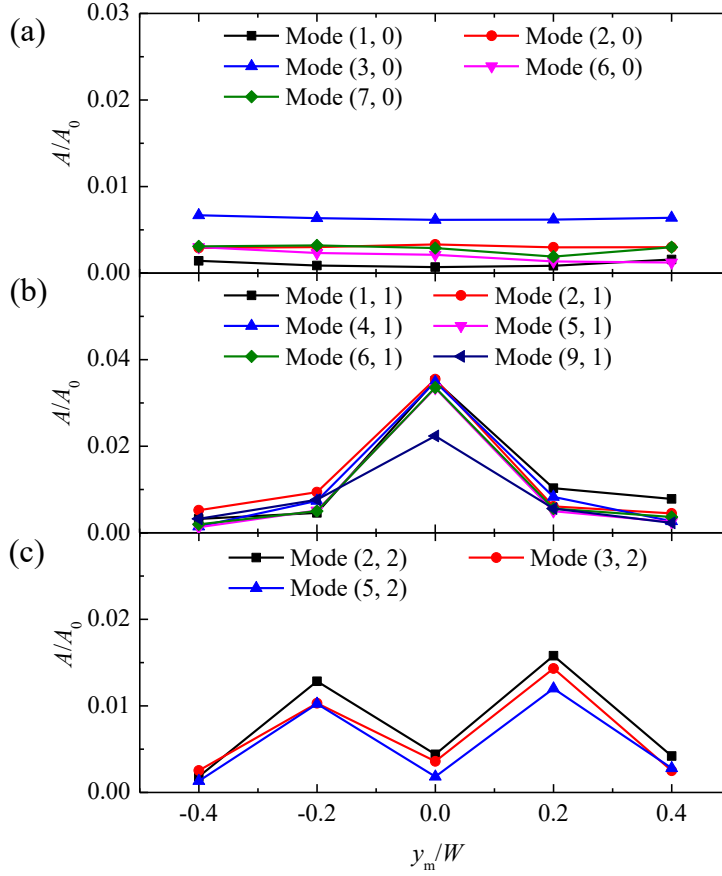 (a)
0.03
0.02
0.01
0.00
A/A0
Mode (1, 0)
Mode (2, 0)
Mode (3, 0)
Mode (6, 0)
Mode (7, 0)
(b)
0.04
0.02
0.00
A/A0
Mode (1, 1)
Mode (2, 1)
Mode (4, 1)
Mode (5, 1)
Mode (6, 1)
Mode (9, 1)
(c)
0.02
0.01
0.00
A/A0
Mode (2, 2)
Mode (3, 2)
Mode (5, 2)
-0.4 -0.2 0.0 0.2 0.4
ym/W